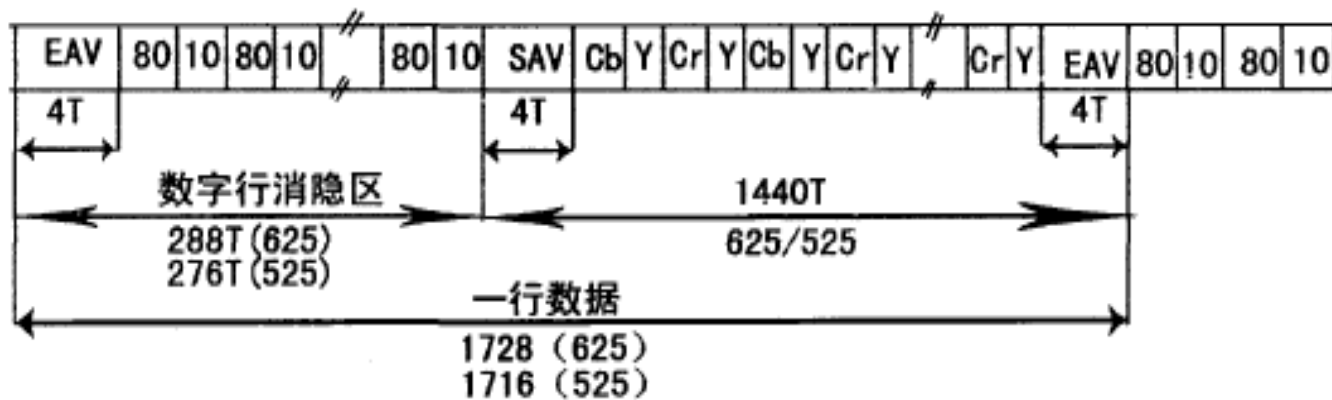 EAV 80 10 80 10 80 10 SAV Cb Y Cr Y Cb Y Cr Y Cr Y EAV 80 10 80 10
4T 4T 4T
数字行消隐区 1440T
288T(625) 625/525
276T(525)
一行数据
1728（625）
1716（525）